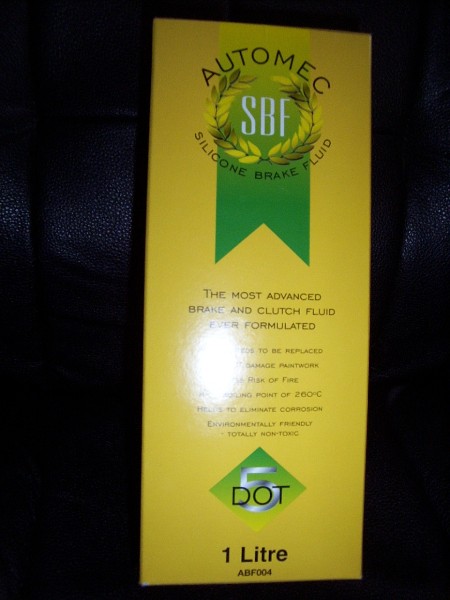 AUTOMEC
SBF
SILICONE BRAKE FLUID
THE MOST ADVANCED
BRAKE AND CLUTCH FLUID
EVER FORMULATED
TO BE REPLACED
DAMAGE PAINTWORK
RISK OF FIRE
POINT OF 260°C
HELPS TO ELIMINATE CORROSION
ENVIRONMENTALLY FRIENDLY
- TOTALLY NON-TOXIC
5
DOT
1 Litre
ABF004